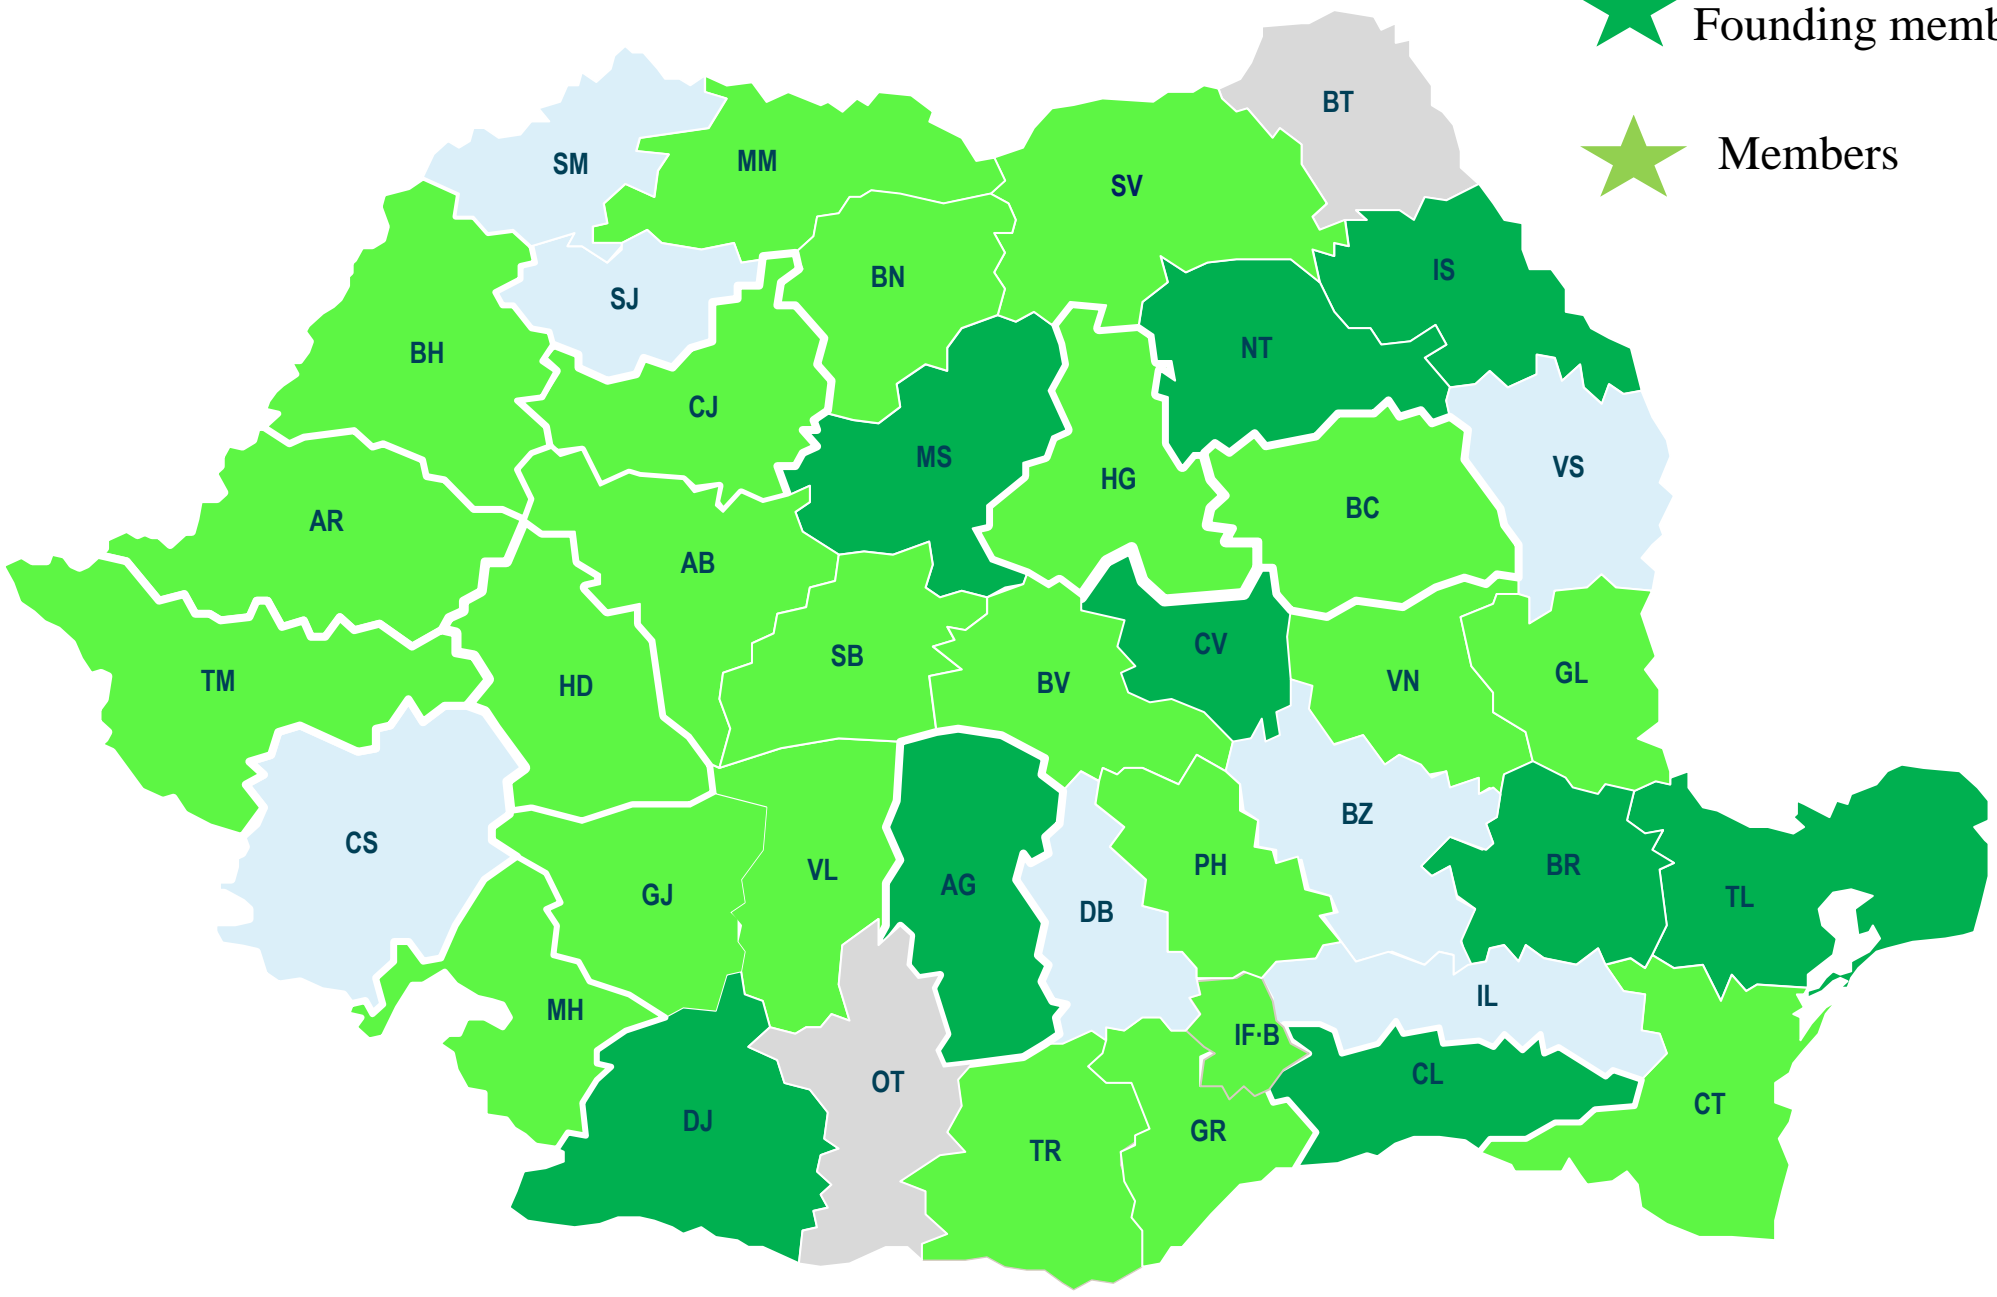 Founding memb
BT
Members
SM
MM
SV
IS
BN
SJ
NT
BH
CJ
MS
VS
HG
BC
AR
AB
CV
SB
GL
TM
BV
VN
HD
BZ
CS
BR
PH
VL
AG
GJ
TL
DB
IL
MH
IF·B
CL
OT
CT
DJ
GR
TR